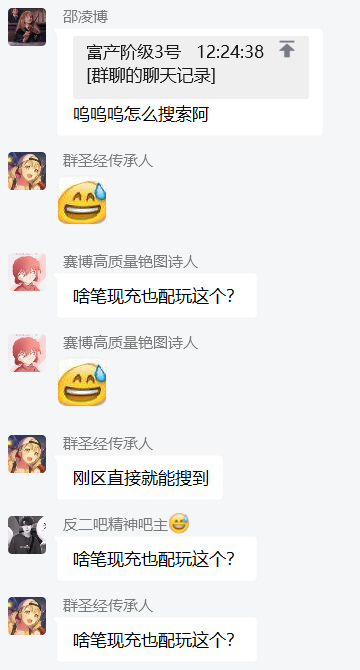 邵凌博
富产阶级3号 12:24:38
[群聊的聊天记录]
呜呜呜怎么搜索阿
群圣经传承人
赛博高质量铯图诗人
啥笔现充也配玩这个？
赛博高质量铯图诗人
群圣经传承人
刚区直接就能搜到
反二吧精神吧主😅
啥笔现充也配玩这个？
群圣经传承人
啥笔现充也配玩这个？